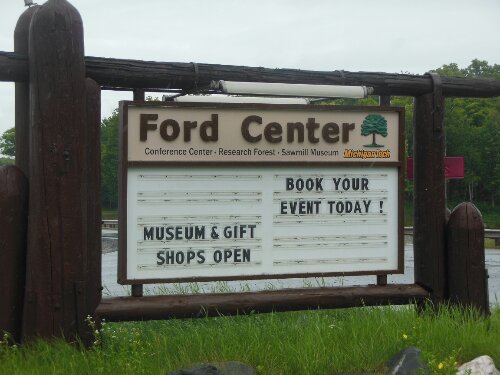 Ford Center
Conference Center • Research Forest • Sawmill Museum
Michigan Tech
BOOK YOUR
EVENT TODAY !
MUSEUM & GIFT
SHOPS OPEN